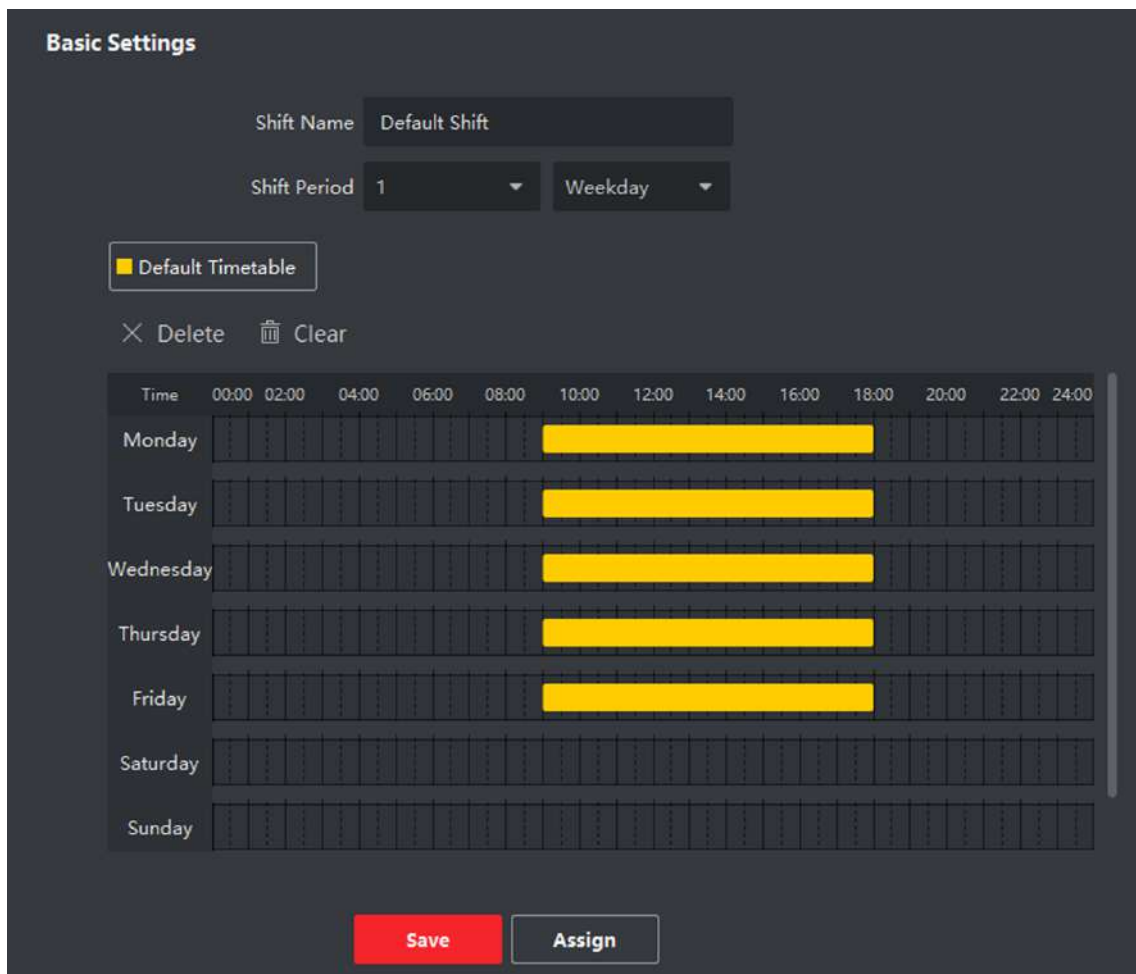 Basic Settings
Shift Name Default Shift
Shift Period 1 Weekday
Default Timetable
Delete Clear
Time 00:00 02:00 04:00 06:00 08:00 10:00 12:00 14:00 16:00 18:00 20:00 22:00 24:00
Monday
Tuesday
Wednesday
Thursday
Friday
Saturday
Sunday
Save Assign